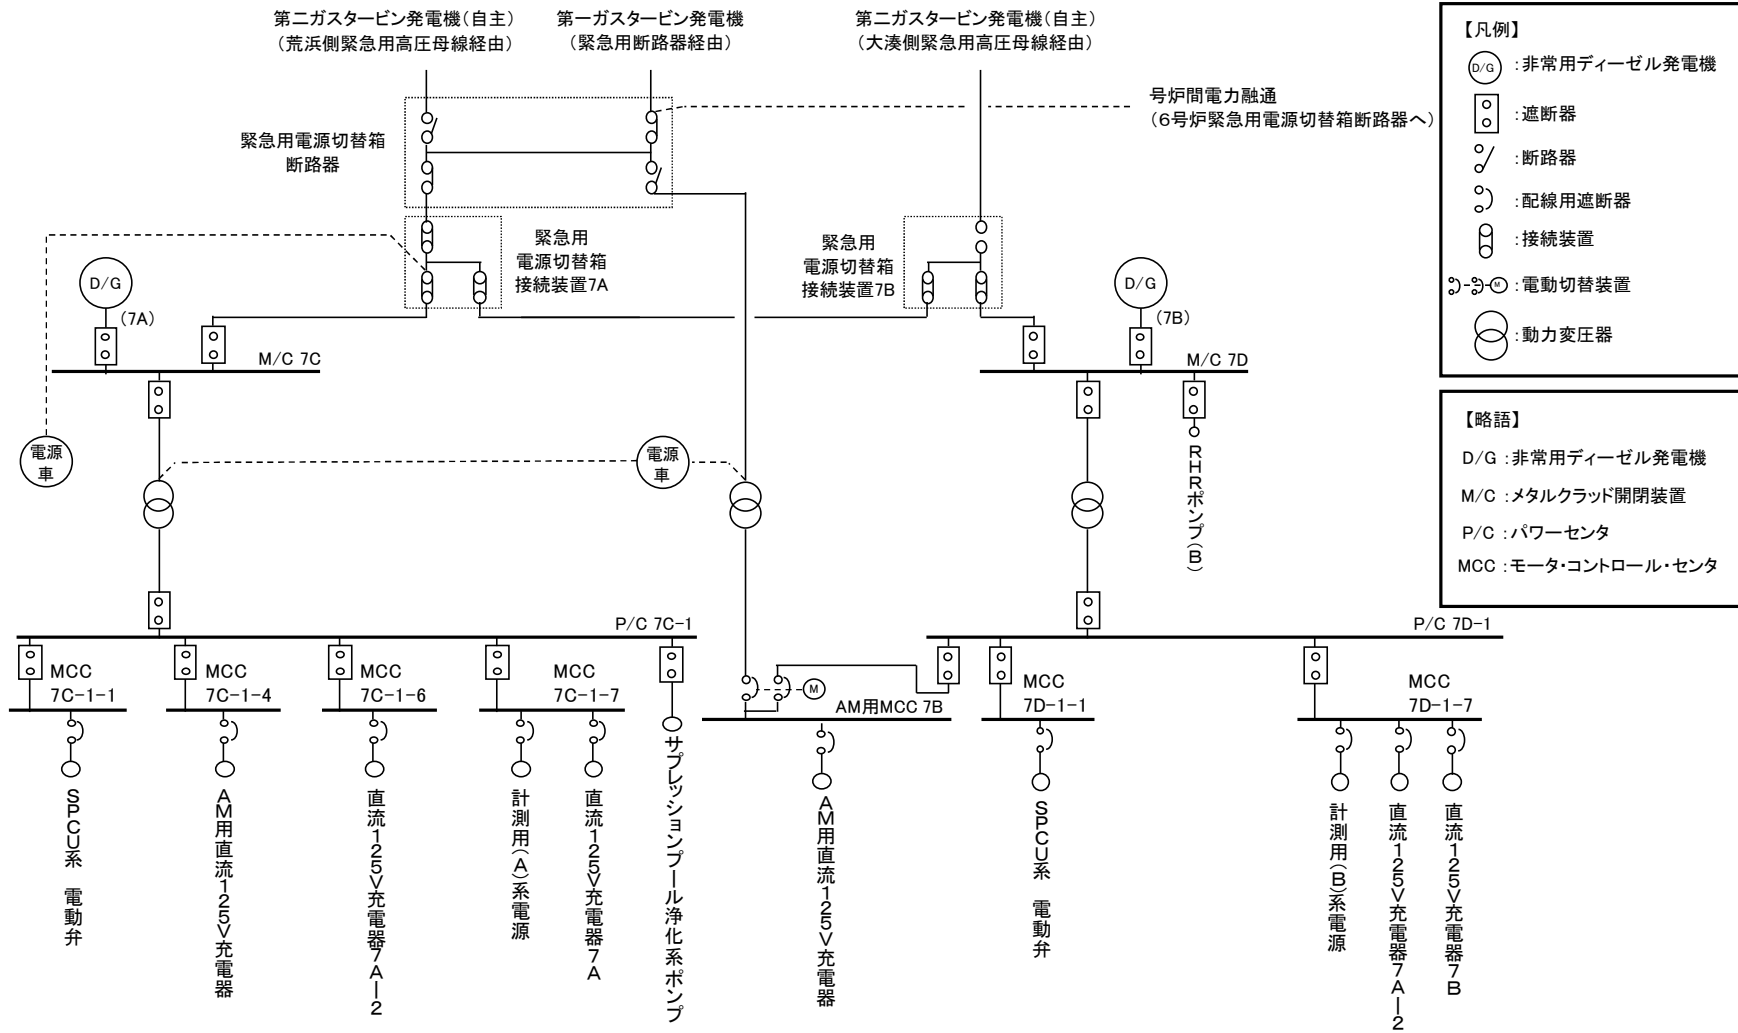 第二ガスタービン発電機(自主)
(荒浜側緊急用高圧母線経由)
第一ガスタービン発電機
(緊急用断路器経由)
第二ガスタービン発電機(自主)
(大湊側緊急用高圧母線経由)
号炉間電力融通
(6号炉緊急用電源切替箱断路器へ)
緊急用電源切替箱
断路器
緊急用
電源切替箱
接続装置7A
緊急用
電源切替箱
接続装置7B
D/G
(7A)
D/G
(7B)
M/C 7C
M/C 7D
電源
車
電源
車
RHRポンプ(B)
P/C 7C-1
P/C 7D-1
MCC
7C-1-1
MCC
7C-1-4
MCC
7C-1-6
MCC
7C-1-7
M
AM用MCC 7B
MCC
7D-1-1
MCC
7D-1-7
SPCU系 電動弁
AM用直流125V充電器
直流125V充電器7A-2
計測用(A)系電源
直流125V充電器7A
サプレッションプール浄化系ポンプ
AM用直流125V充電器
SPCU系 電動弁
計測用(B)系電源
直流125V充電器7A-2
直流125V充電器7B
【凡例】
D/G :非常用ディーゼル発電機
:遮断器
:断路器
:配線用遮断器
:接続装置
M :電動切替装置
:動力変圧器
【略語】
D/G :非常用ディーゼル発電機
M/C :メタルクラッド開閉装置
P/C :パワーセンタ
MCC :モータ・コントロール・センタ